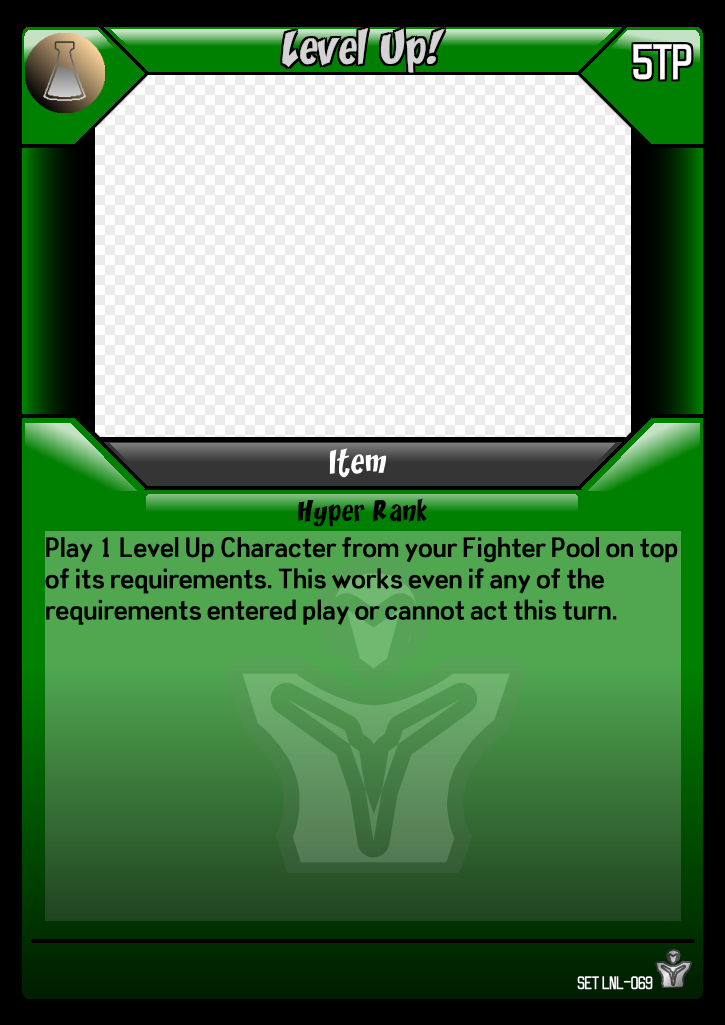 Level Up!
5TP
Item
Hyper Rank
Play 1 Level Up Character from your Fighter Pool on top
of its requirements. This works even if any of the
requirements entered play or cannot act this turn.
SET LNL-069